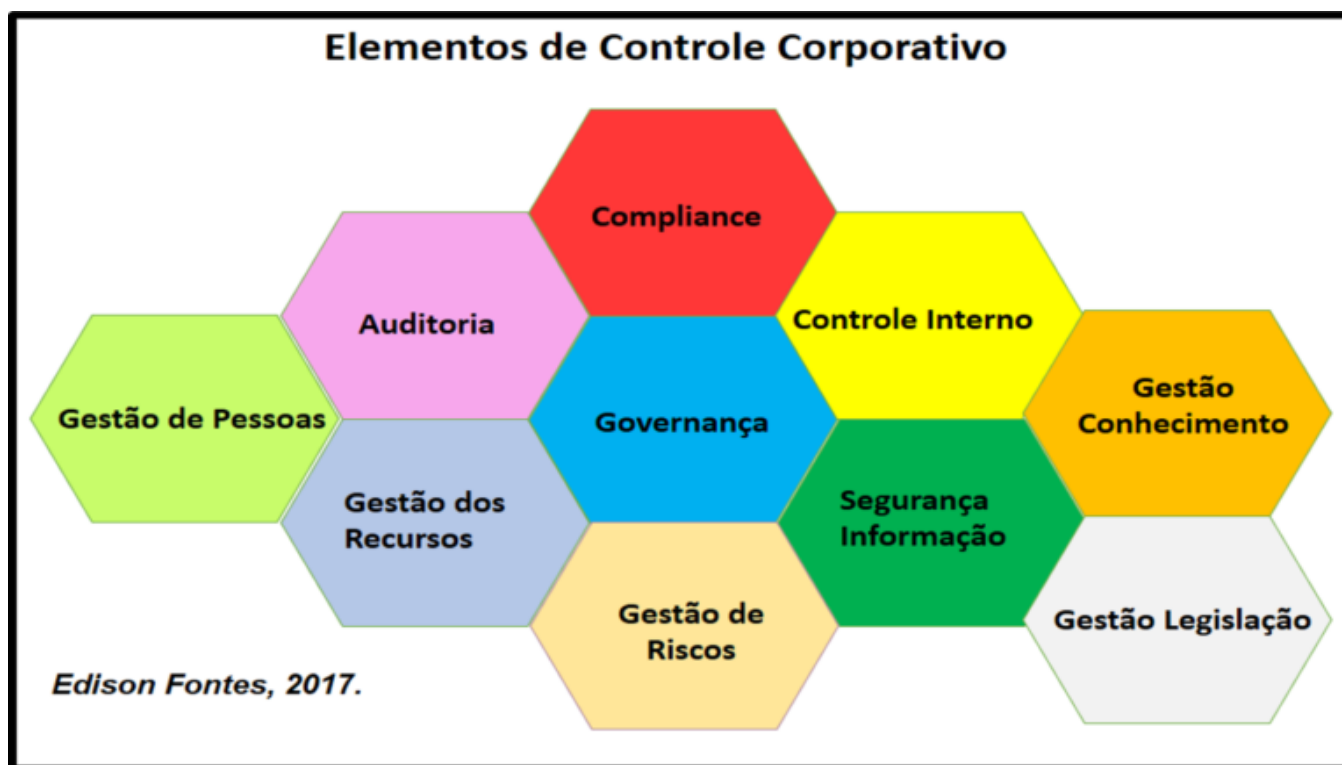 Elementos de Controle Corporativo
Compliance
Auditoria
Controle Interno
Gestão de Pessoas
Governança
Gestão
Conhecimento
Gestão dos
Recursos
Segurança
Informação
Gestão de
Riscos
Gestão Legislação
Edison Fontes, 2017.